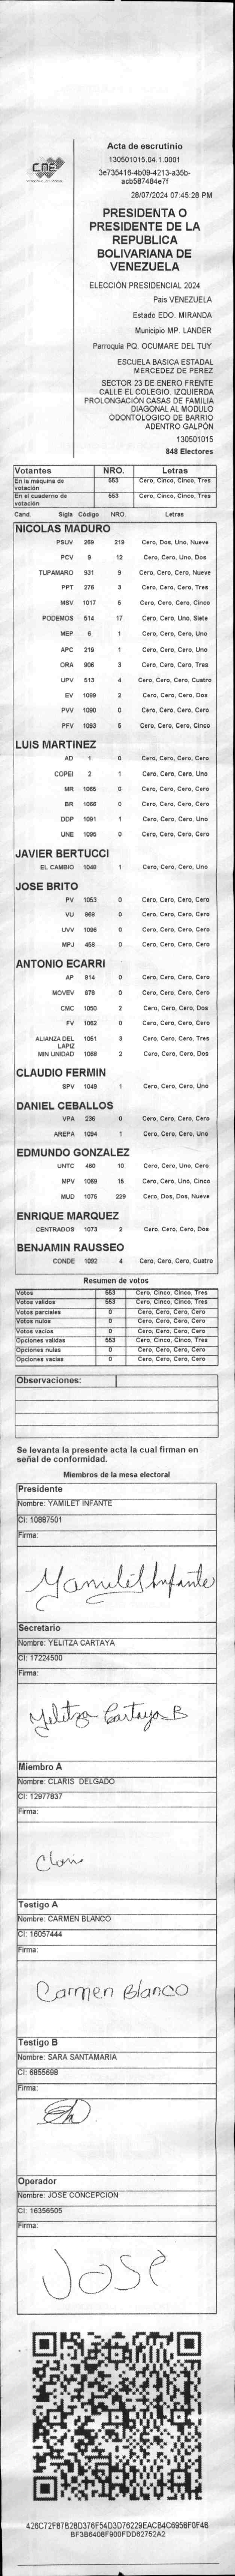 CNE
Acta de escrutinio
130501015.04.1.0001
3e735416-4b09-4213-a35b-
acb587484e7f
28/07/2024 07:45:28 PM
PRESIDENTA O
PRESIDENTE DE LA
REPUBLICA
BOLIVARIANA DE
VENEZUELA
ELECCIÓN PRESIDENCIAL 2024
Pais VENEZUELA
Estado EDO. MIRANDA
Municipio MP. LANDER
Parroquia PQ. OCUMARE DEL TUY
ESCUELA BASICA ESTADAL
MERCEDEZ DE PEREZ
SECTOR 23 DE ENERO FRENTE
CALLE EL COLEGIO. IZQUIERDA
PROLONGACIÓN CASAS DE FAMILIA
DIAGONAL AL MODULO
ODONTOLOGICO DE BARRIO
ADENTRO GALPÓN
130501015
848 Electores
Votantes NRO. Letras
En la máquina de votación 553 Cero, Cinco, Cinco, Tres
En el cuaderno de votación 553 Cero, Cinco, Cinco, Tres
Cand. Sigla Código NRO. Letras
NICOLAS MADURO
PSUV 289 219 Cero, Dos, Uno, Nueve
PCV 9 12 Cero, Cero, Uno, Dos
TUPAMARO 931 9 Cero, Cero, Cero, Nueve
PPT 276 3 Cero, Cero, Cero, Tres
MSV 1017 5 Cero, Cero, Cero, Cinco
PODEMOS 514 17 Cero, Cero, Uno, Siete
MEP 6 1 Cero, Cero, Cero, Uno
APC 219 1 Cero, Cero, Cero, Uno
ORA 906 3 Cero, Cero, Cero, Tres
UPV 513 4 Cero, Cero, Cero, Cuatro
EV 1089 2 Cero, Cero, Cero, Dos
PVV 1090 0 Cero, Cero, Cero, Cero
PFV 1093 5 Cero, Cero, Cero, Cinco
LUIS MARTINEZ
AD 1 0 Cero, Cero, Cero, Cero
COPEI 2 1 Cero, Cero, Cero, Uno
MR 1065 0 Cero, Cero, Cero, Cero
BR 1066 0 Cero, Cero, Cero, Cero
DDP 1091 1 Cero, Cero, Cero, Uno
UNE 1095 0 Cero, Cero, Cero, Cero
JAVIER BERTUCCI
EL CAMBIO 1048 1 Cero, Cero, Cero, Uno
JOSE BRITO
PV 1053 0 Cero, Cero, Cero, Cero
VU 868 0 Cero, Cero, Cero, Cero
UVV 1096 0 Cero, Cero, Cero, Cero
MPJ 458 0 Cero, Cero, Cero, Cero
ANTONIO ECARRI
AP 814 0 Cero, Cero, Cero, Cero
MOVEV 878 0 Cero, Cero, Cero, Cero
CMC 1050 2 Cero, Cero, Cero, Dos
FV 1062 0 Cero, Cero, Cero, Cero
ALIANZA DEL LAPIZ 1051 3 Cero, Cero, Cero, Tres
MIN UNIDAD 1068 2 Cero, Cero, Cero, Dos
CLAUDIO FERMIN
SPV 1049 1 Cero, Cero, Cero, Uno
DANIEL CEBALLOS
VPA 236 0 Cero, Cero, Cero, Cero
AREPA 1094 1 Cero, Cero, Cero, Uno
EDMUNDO GONZALEZ
UNTC 460 10 Cero, Cero, Uno, Cero
MPV 1069 15 Cero, Cero, Uno, Cinco
MUD 1075 229 Cero, Dos, Dos, Nueve
ENRIQUE MARQUEZ
CENTRADOS 1073 2 Cero, Cero, Cero, Dos
BENJAMIN RAUSSEO
CONDE 1092 4 Cero, Cero, Cero, Cuatro
Resumen de votos
Votos 553 Cero, Cinco, Cinco, Tres
Votos validos 553 Cero, Cinco, Cinco, Tres
Votos parciales 0 Cero, Cero, Cero, Cero
Votos nulos 0 Cero, Cero, Cero, Cero
Votos vacios 0 Cero, Cero, Cero, Cero
Opciones validas 553 Cero, Cinco, Cinco, Tres
Opciones nulas 0 Cero, Cero, Cero, Cero
Opciones vacias 0 Cero, Cero, Cero, Cero
Observaciones:
Se levanta la presente acta la cual firman en
señal de conformidad.
Miembros de la mesa electoral
Presidente
Nombre: YAMILET INFANTE
CI: 10887501
Firma:
Yamilet Infante
Secretario
Nombre: YELITZA CARTAYA
CI: 17224500
Firma:
Yelitza Cartaya B
Miembro A
Nombre: CLARIS DELGADO
CI: 12977837
Firma:
Claris
Testigo A
Nombre: CARMEN BLANCO
CI: 16057444
Firma:
Carmen Blanco
Testigo B
Nombre: SARA SANTAMARIA
CI: 6855698
Firma:
Operador
Nombre: JOSE CONCEPCION
CI: 16356505
Firma:
José
426C72F87B28D376F54D3D76229EACB4C6958F0F46
BF3B6408F900FDD62752A2